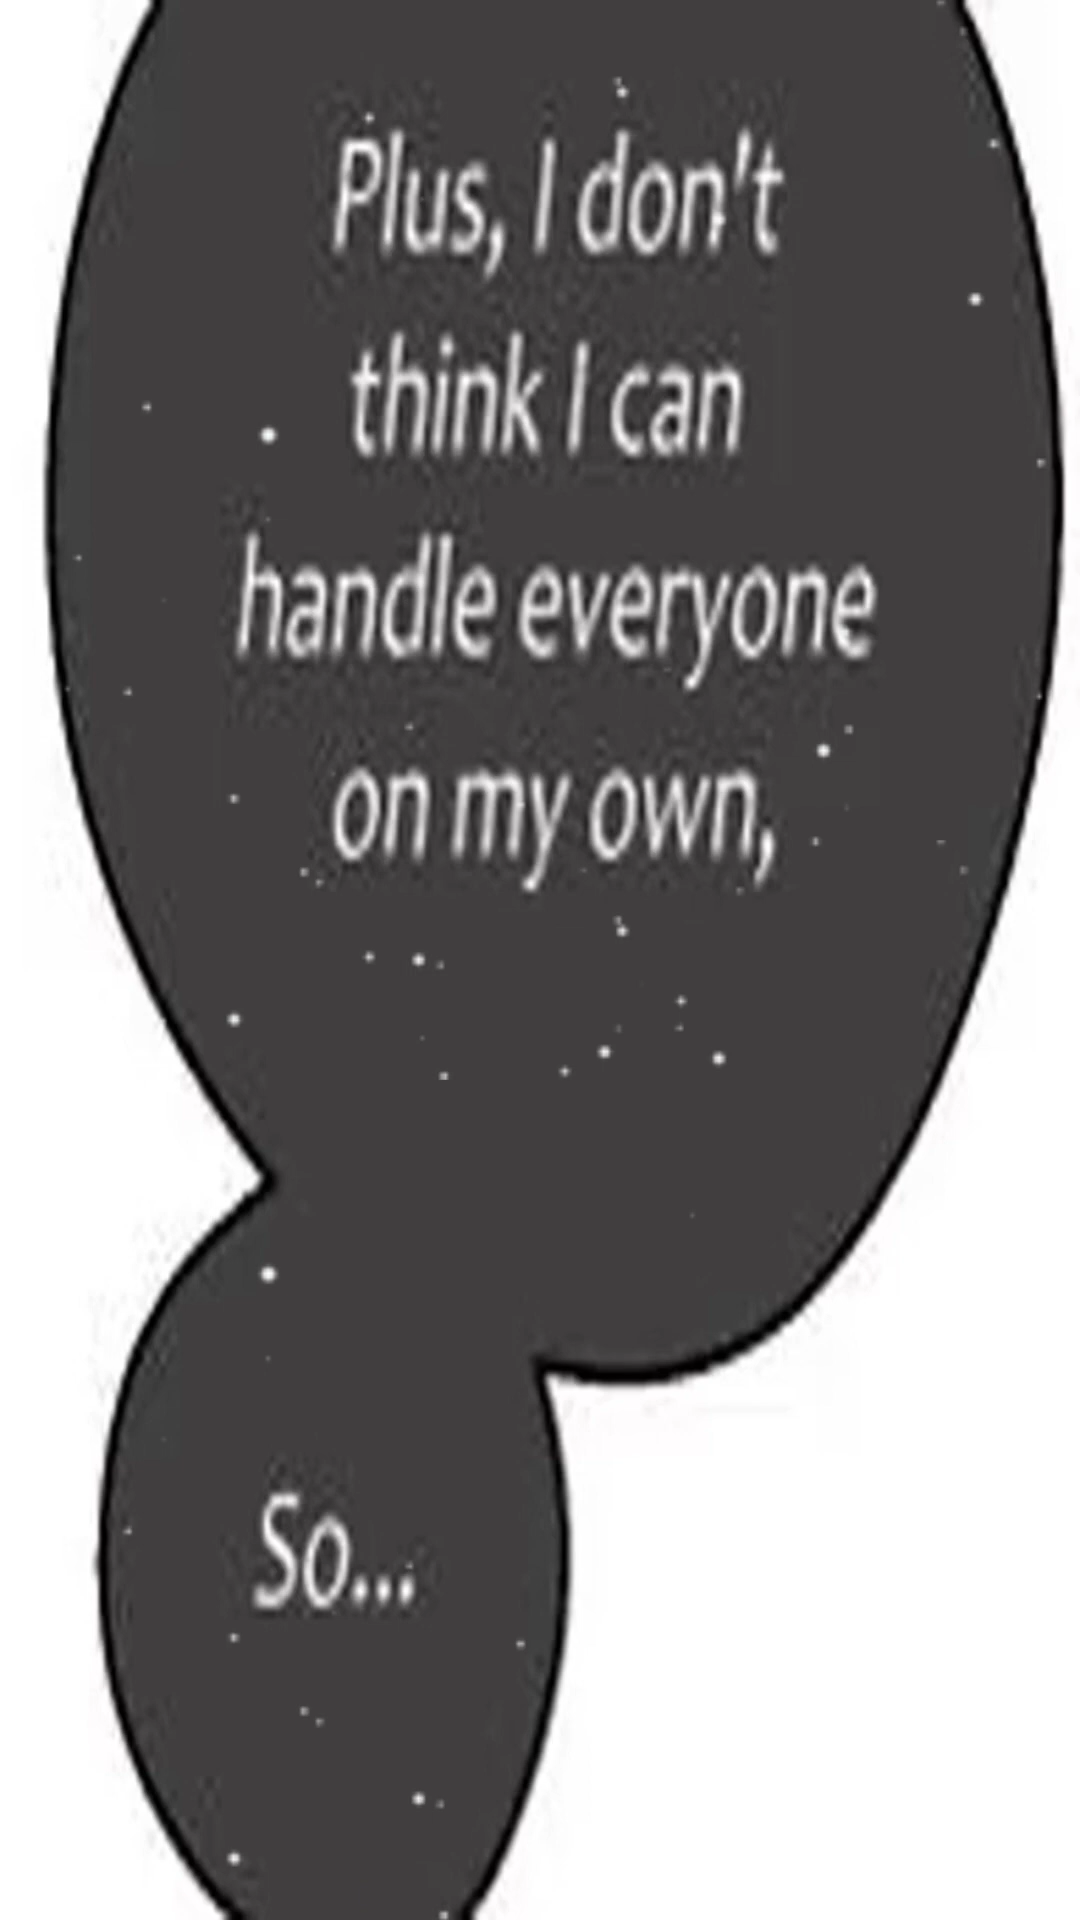 Plus, I don't
think I can
handle everyone
on my own,
So...